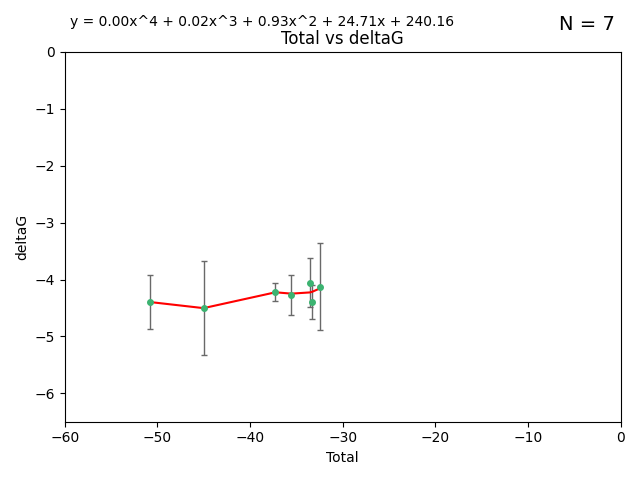 y = 0.00x^4 + 0.02x^3 + 0.93x^2 + 24.71x + 240.16
N = 7
Total vs deltaG
0
−1
−2
−3
−4
−5
−6
deltaG
−60 −50 −40 −30 −20 −10 0
Total